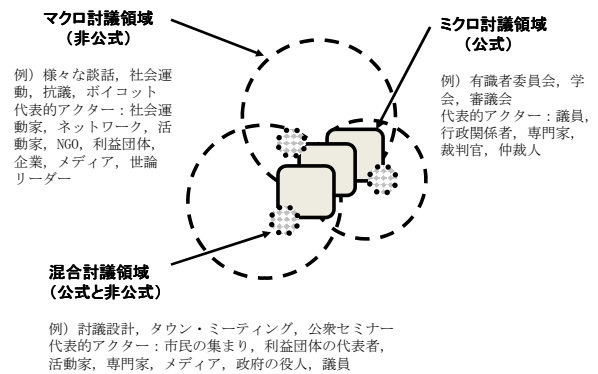 マクロ討議領域
（非公式）
例）様々な談話，社会運
動，抗議，ボイコット
代表的アクター：社会運
動家，ネットワーク，活
動家，NGO，利益団体，
企業，メディア，世論
リーダー
ミクロ討議領域
（公式）
例）有識者委員会，学
会，審議会
代表的アクター：議員，
行政関係者，専門家，
裁判官，仲裁人
混合討議領域
（公式と非公式）
例）討議設計，タウン・ミーティング，公衆セミナー
代表的アクター：市民の集まり，利益団体の代表者，
活動家，専門家，メディア，政府の役人，議員